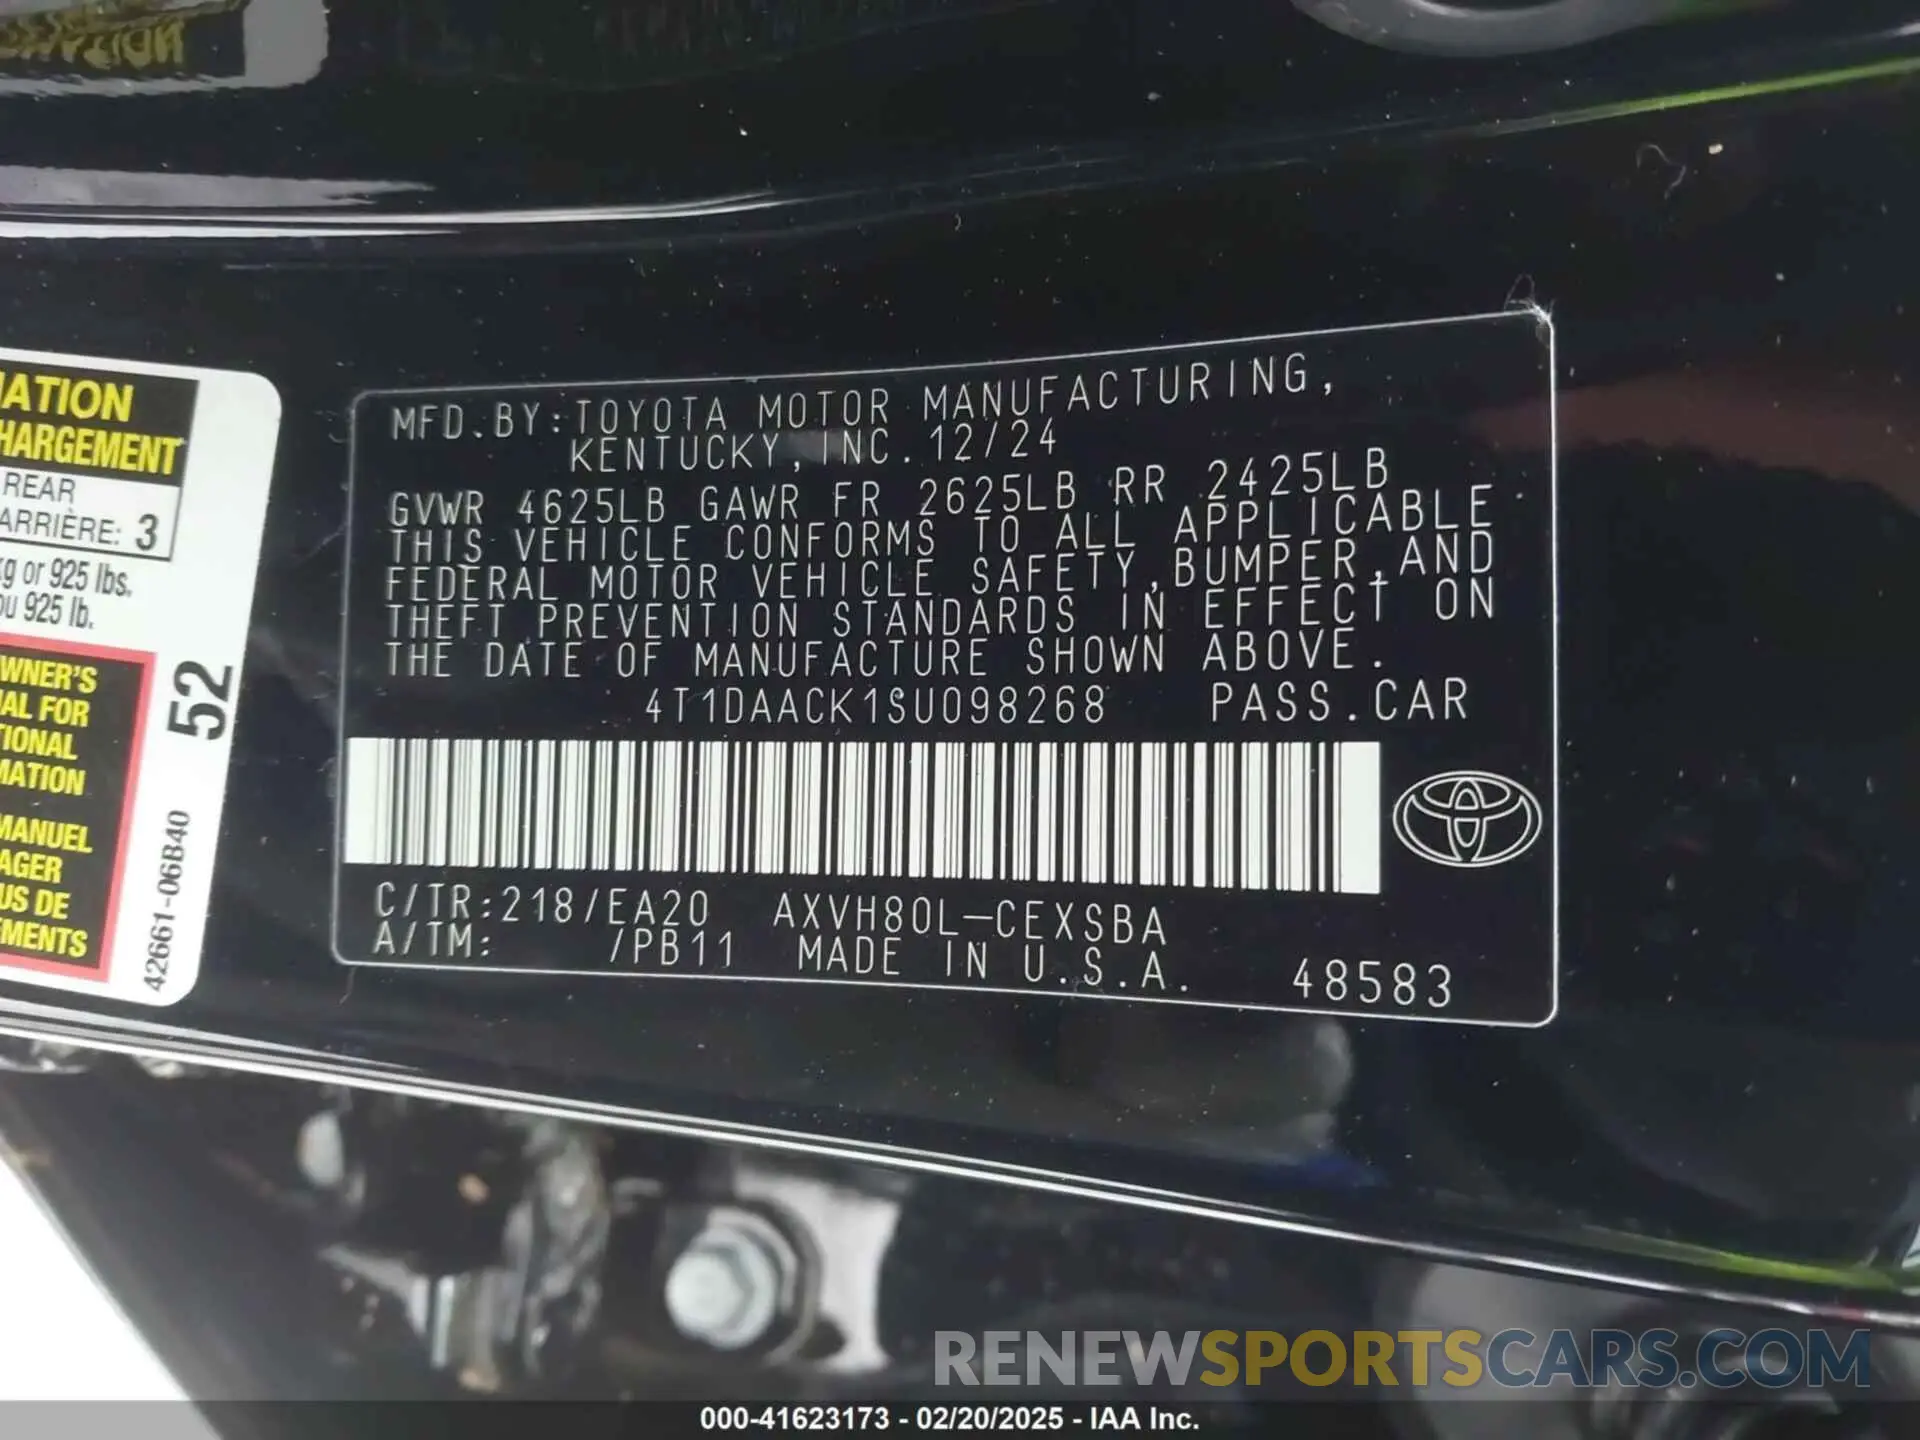 IATION
HARGEMENT
REAR
ARRIÈRE: 3
kg or 925 lbs.
ou 925 lb.
WNER'S
AL FOR
TIONAL
MATION
MANUEL
AGER
US DE
EMENTS
52
42661-06B40
MFD.BY:TOYOTA MOTOR MANUFACTURING,
KENTUCKY, INC. 12/24
GVWR 4625LB GAWR FR 2625LB RR 2425LB
THIS VEHICLE CONFORMS TO ALL APPLICABLE
FEDERAL MOTOR VEHICLE SAFETY,BUMPER,AND
THEFT PREVENTION STANDARDS IN EFFECT ON
THE DATE OF MANUFACTURE SHOWN ABOVE.
4T1DAACK1SU098268 PASS.CAR
C/TR:218/EA20 AXVH80L-CEXSBA
A/TM: /PB11 MADE IN U.S.A. 48583
RENEWSPORTSCARS.COM
000-41623173 - 02/20/2025 - IAA Inc.